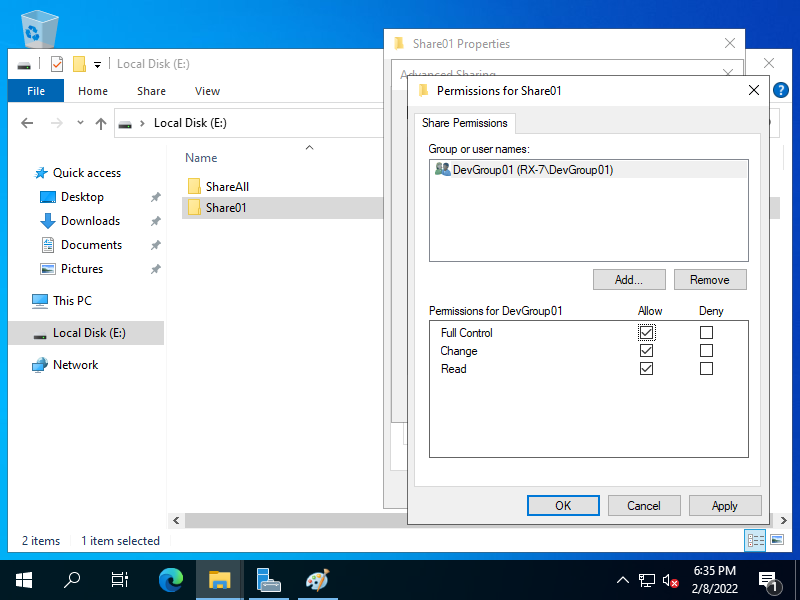 Share01 Properties
Local Disk (E:)
Advanced Sharing
File Home Share View
Permissions for Share01
Local Disk (E:)
Share Permissions
Group or user names:
Name
DevGroup01 (RX-7\DevGroup01)
Quick access
ShareAll
Desktop
Share01
Downloads
Documents
Pictures
Add...
Remove
This PC
Permissions for DevGroup01 Allow Deny
Local Disk (E:)
Full Control
Change
Network
Read
OK
Cancel
Apply
2 items 1 item selected
6:35 PM
2/8/2022
1